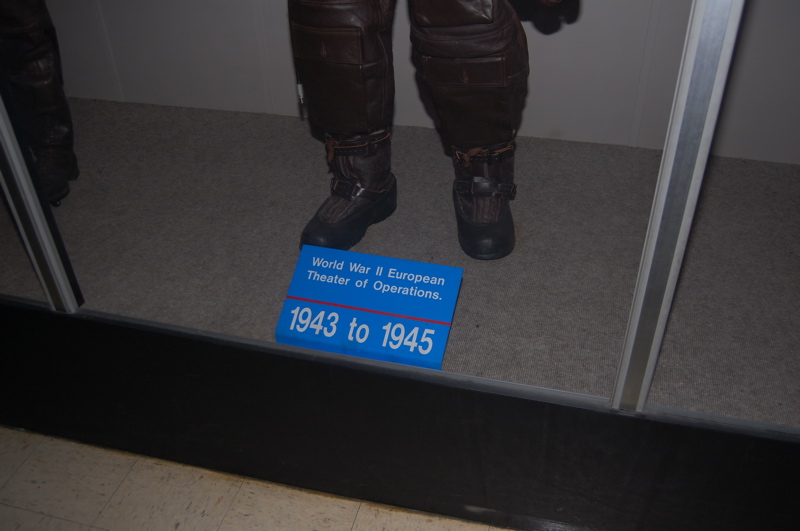 World War II European
Theater of Operations.
1943 to 1945